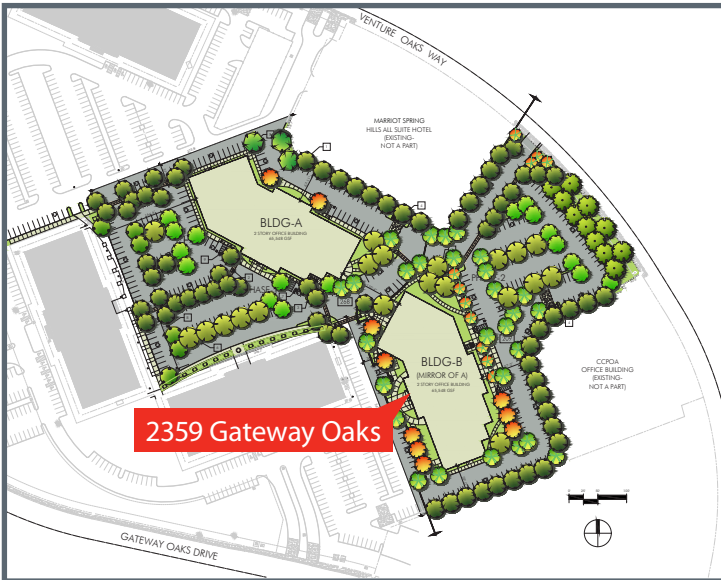 VENTURE OAKS WAY
MARRIOT SPRING
HILLS ALL SUITE HOTEL
(EXISTING-
NOT A PART)
BLDG-A
2 STORY OFFICE BUILDING
BLDG-B
(MIRROR OF A)
2 STORY OFFICE BUILDING
CCPOA
OFFICE BUILDING
(EXISTING-
NOT A PART)
2359 Gateway Oaks
GATEWAY OAKS DRIVE